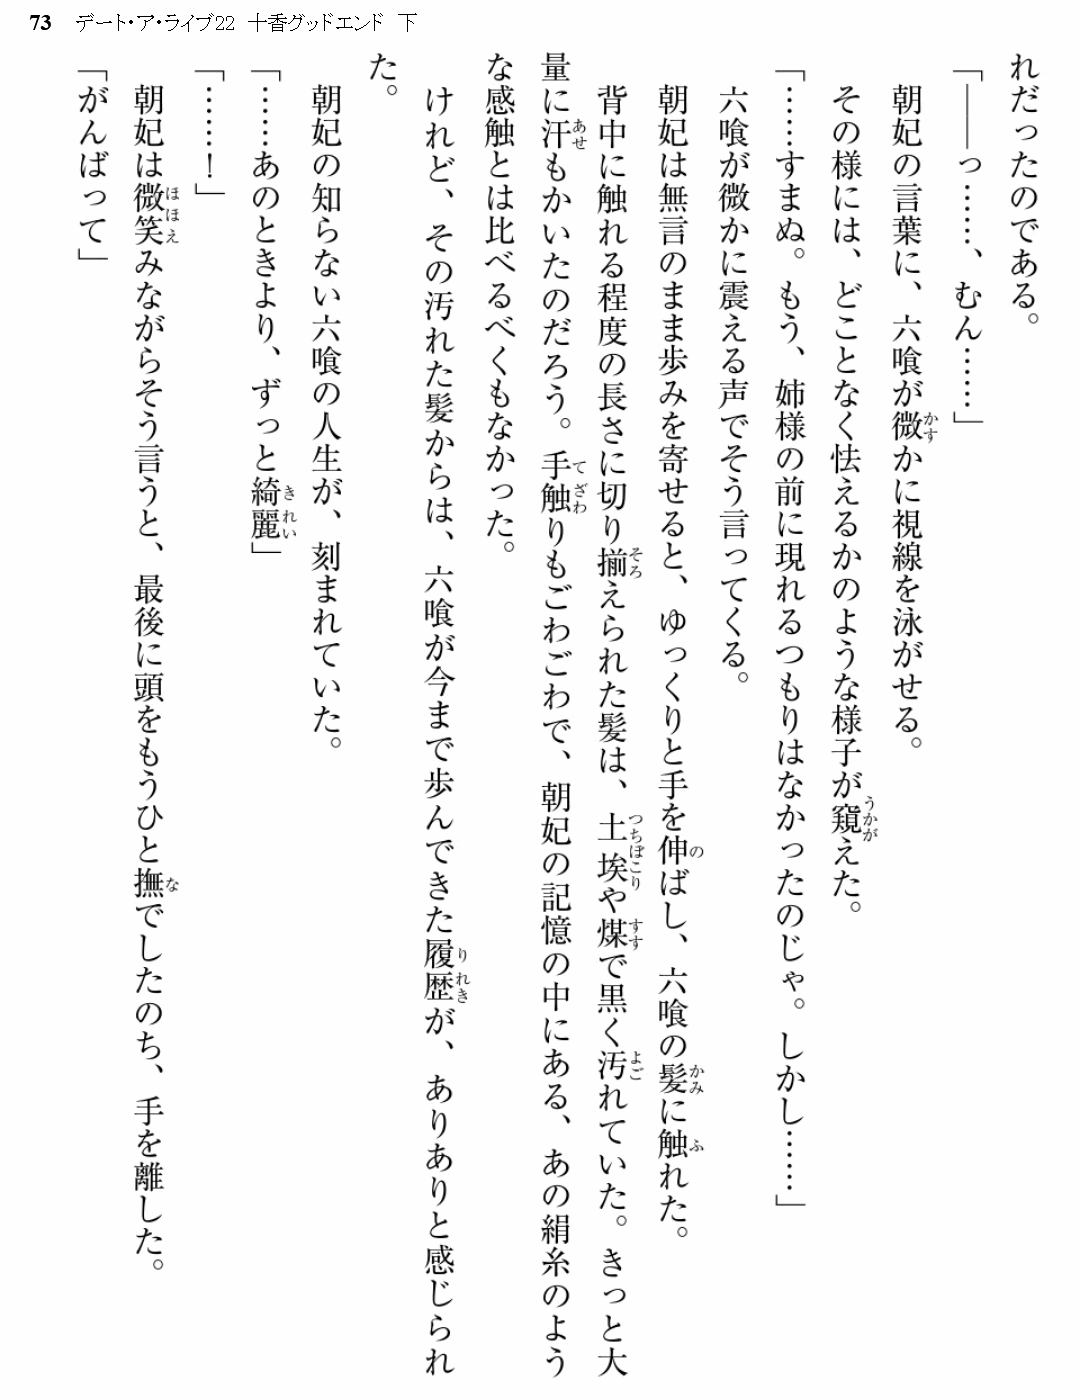 73 デート・ア・ライブ22 十香グッドエンド 下
れだったのである。
「――っ……、むん……」
朝妃の言葉に、六喰が微かに視線を泳がせる。
その様には、どことなく怯えるかのような様子が窺えた。
「……すまぬ。もう、姉様の前に現れるつもりはなかったのじゃ。しかし……」
六喰が微かに震える声でそう言ってくる。
朝妃は無言のまま歩みを寄せると、ゆっくりと手を伸ばし、六喰の髪に触れた。
背中に触れる程度の長さに切り揃えられた髪は、土埃や煤で黒く汚れていた。きっと大
量に汗もかいたのだろう。手触りもごわごわで、朝妃の記憶の中にある、あの絹糸のよう
な感触とは比べるべくもなかった。
けれど、その汚れた髪からは、六喰が今まで歩んできた履歴が、ありありと感じられ
た。
朝妃の知らない六喰の人生が、刻まれていた。
「……あのときより、ずっと綺麗」
「……！」
朝妃は微笑みながらそう言うと、最後に頭をもうひと撫でしたのち、手を離した。
「がんばって」